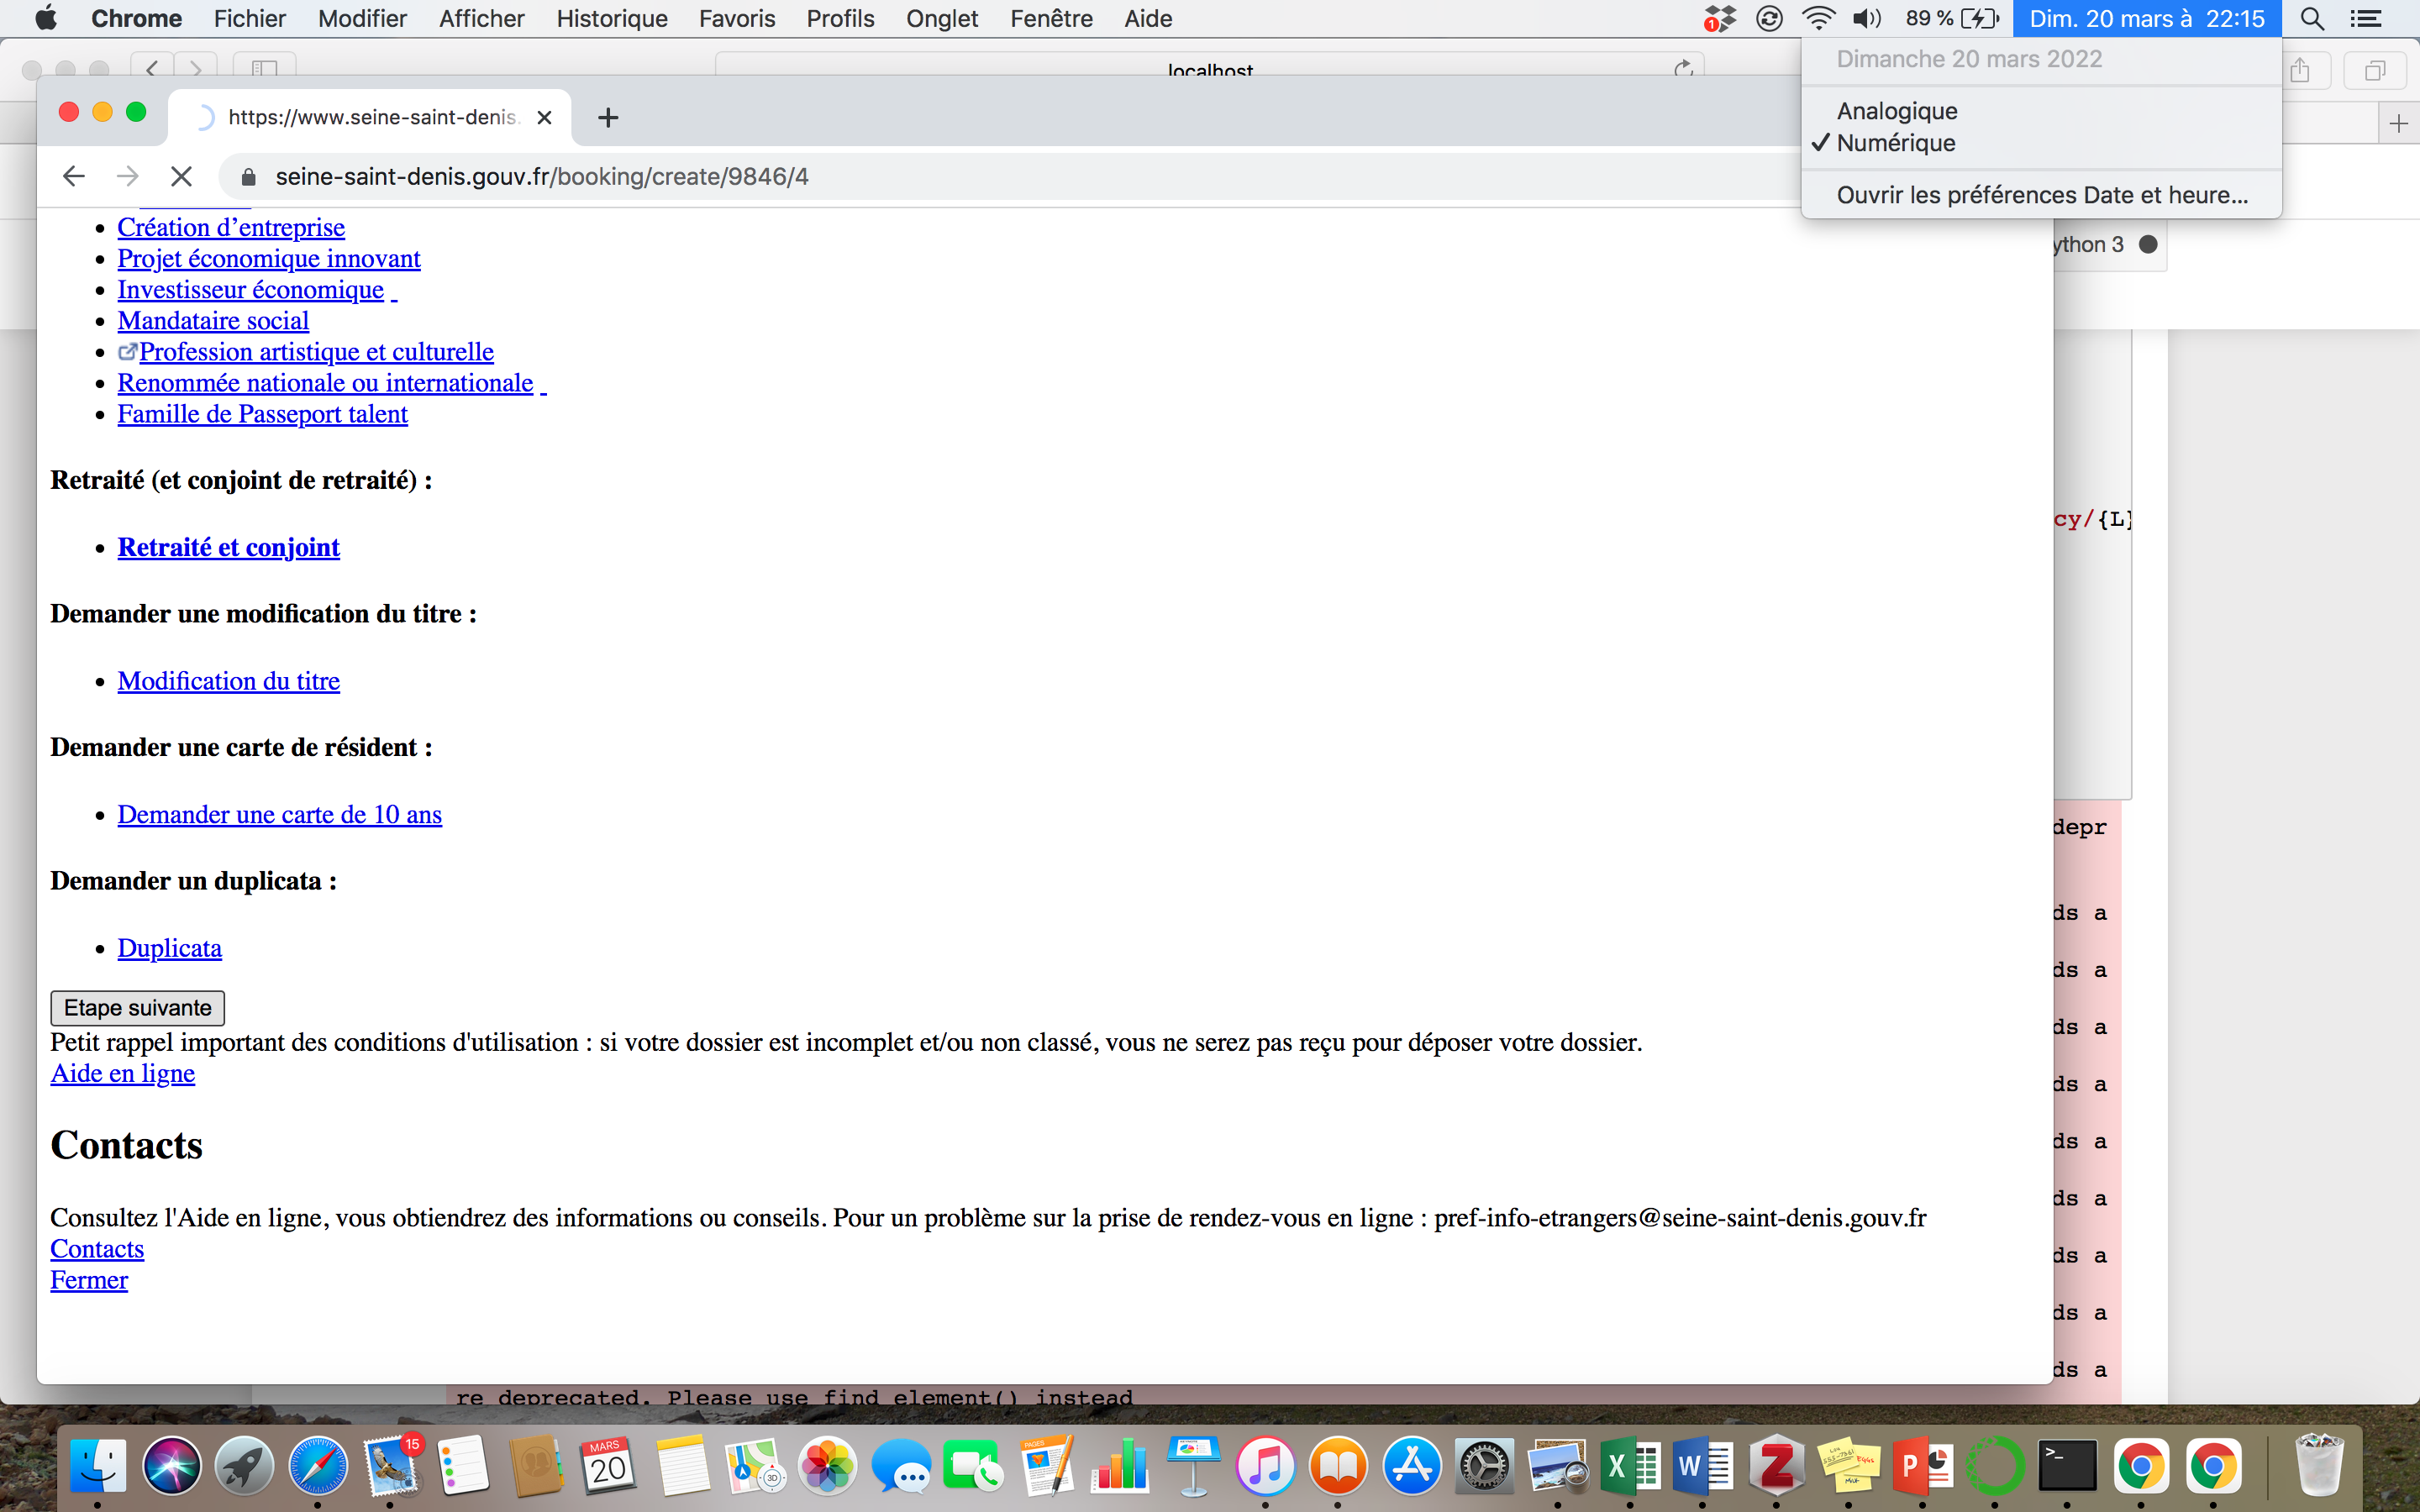 Chrome Fichier Modifier Afficher Historique Favoris Profils Onglet Fenêtre Aide 1 89 % Dim. 20 mars à 22:15
Dimanche 20 mars 2022
Analogique
✓ Numérique
Ouvrir les préférences Date et heure...
localhost
https://www.seine-saint-denis.
seine-saint-denis.gouv.fr/booking/create/9846/4
ython 3
• Création d’entreprise
• Projet économique innovant
• Investisseur économique
• Mandataire social
• Profession artistique et culturelle
• Renommée nationale ou internationale
• Famille de Passeport talent
Retraité (et conjoint de retraité) :
• Retraité et conjoint
cy/{L}
Demander une modification du titre :
• Modification du titre
Demander une carte de résident :
• Demander une carte de 10 ans
depr
Demander un duplicata :
ds a
• Duplicata
ds a
Etape suivante
ds a
Petit rappel important des conditions d'utilisation : si votre dossier est incomplet et/ou non classé, vous ne serez pas reçu pour déposer votre dossier.
Aide en ligne
ds a
Contacts
ds a
ds a
Consultez l'Aide en ligne, vous obtiendrez des informations ou conseils. Pour un problème sur la prise de rendez-vous en ligne : pref-info-etrangers@seine-saint-denis.gouv.fr
Contacts
ds a
Fermer
ds a
ds a
re deprecated. Please use find_element() instead
15
MARS
20
PAGES
3D
X
W
Z
P
>_